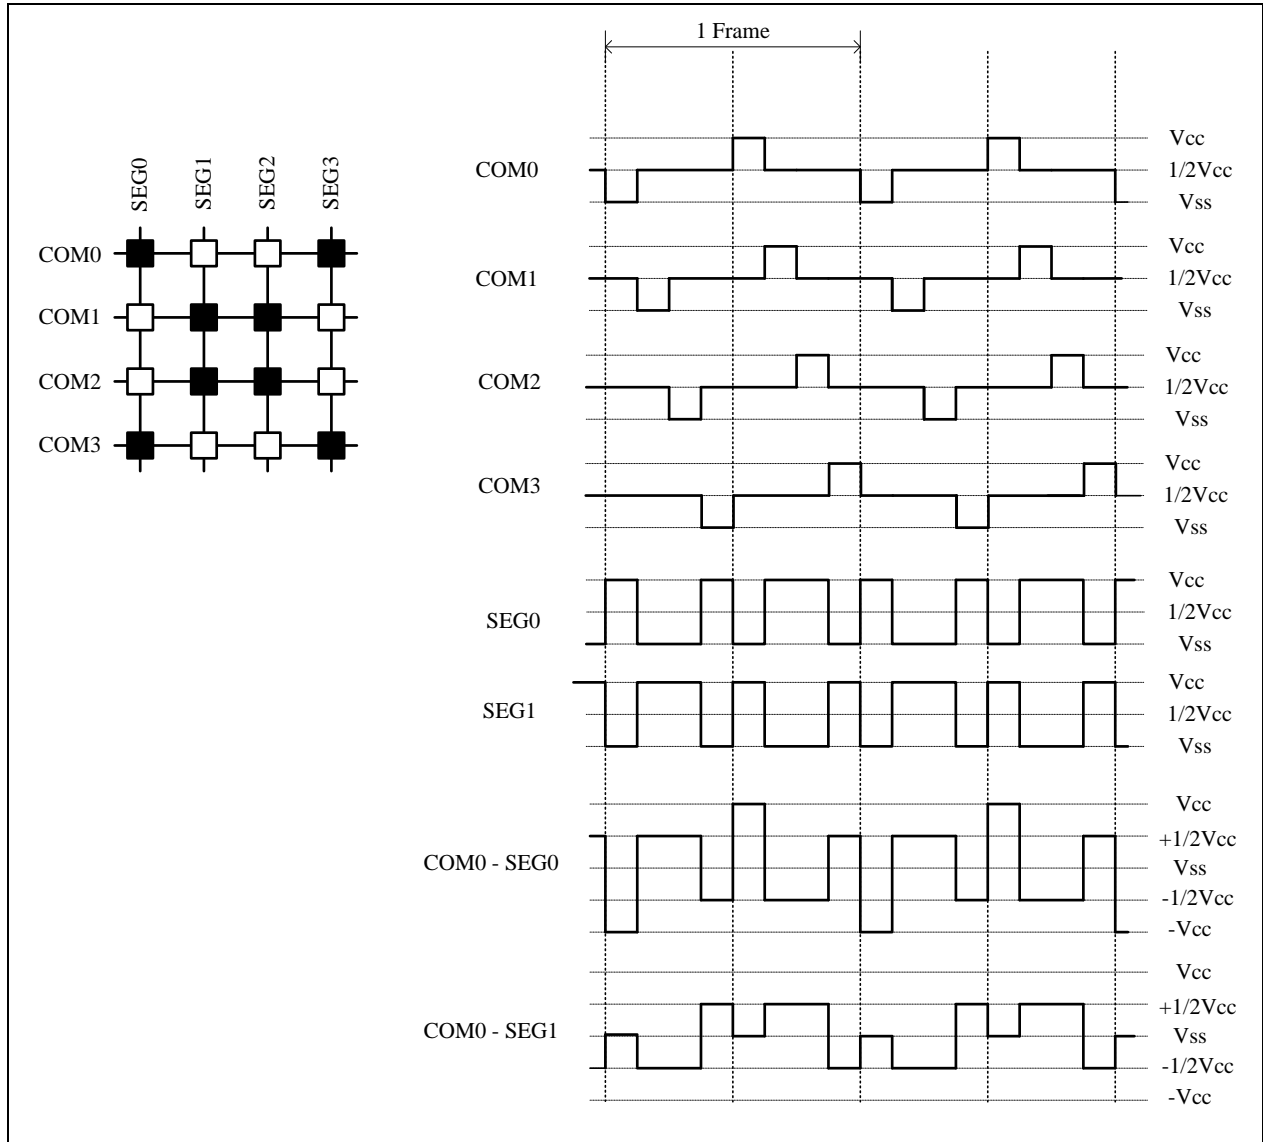 1 Frame
SEG0
SEG1
SEG2
SEG3
COM0
COM1
COM2
COM3
COM0
Vcc
1/2Vcc
Vss
COM1
Vcc
1/2Vcc
Vss
COM2
Vcc
1/2Vcc
Vss
COM3
Vcc
1/2Vcc
Vss
SEG0
Vcc
1/2Vcc
Vss
SEG1
Vcc
1/2Vcc
Vss
COM0 - SEG0
Vcc
+1/2Vcc
Vss
-1/2Vcc
-Vcc
COM0 - SEG1
Vcc
+1/2Vcc
Vss
-1/2Vcc
-Vcc